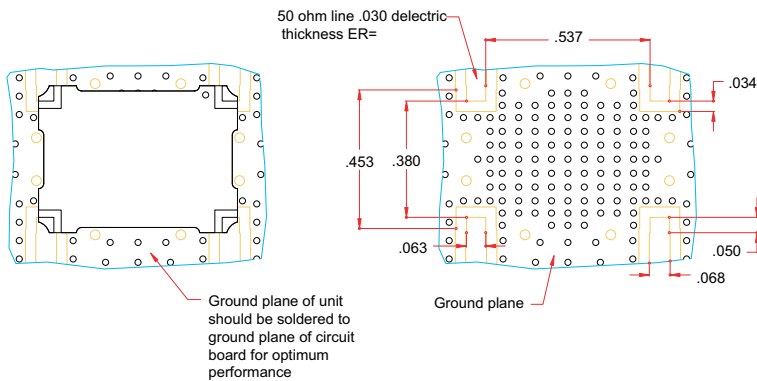 50 ohm line .030 delectric
thickness ER=
.537
.034
.453
.380
.063
.050
.068
Ground plane of unit
should be soldered to
ground plane of circuit
board for optimum
performance
Ground plane